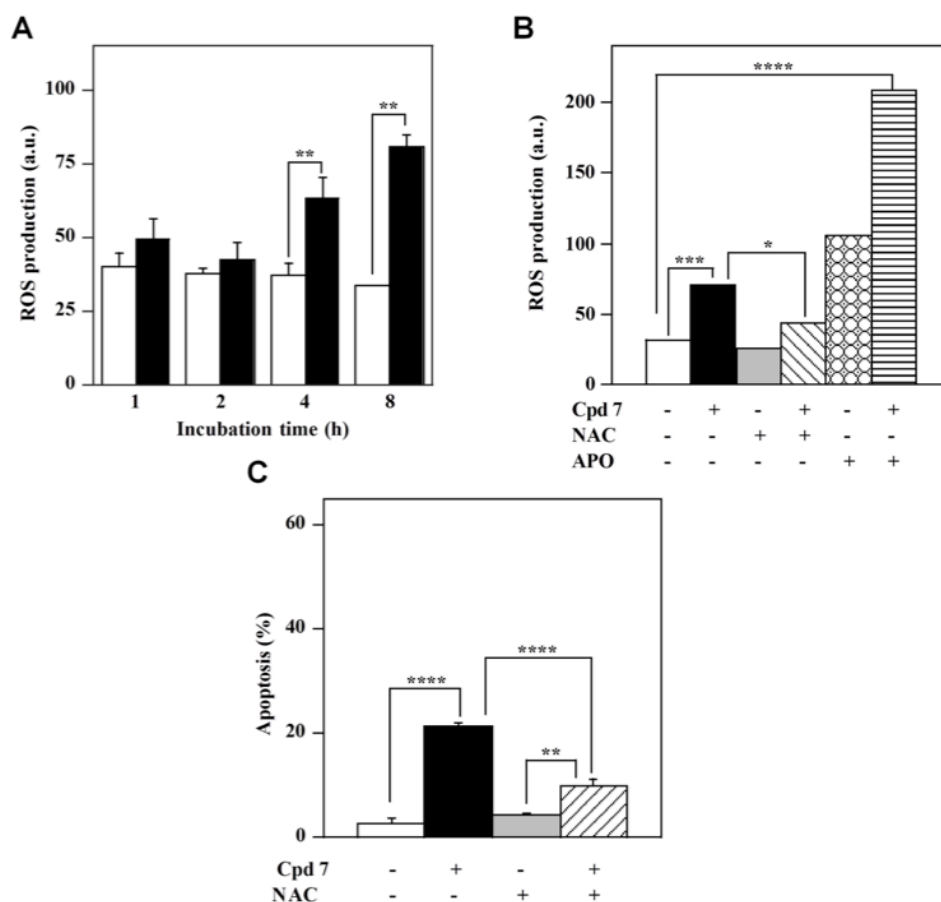 A
ROS production (a.u.)
100
75
50
25
0
**
**
1 2 4 8
Incubation time (h)
B
ROS production (a.u.)
200
150
100
50
0
****
***
*
Cpd 7 - + - + - +
NAC - - + + - -
APO - - - - + +
C
Apoptosis (%)
60
40
20
0
****
****
**
Cpd 7 - + - +
NAC - - + +